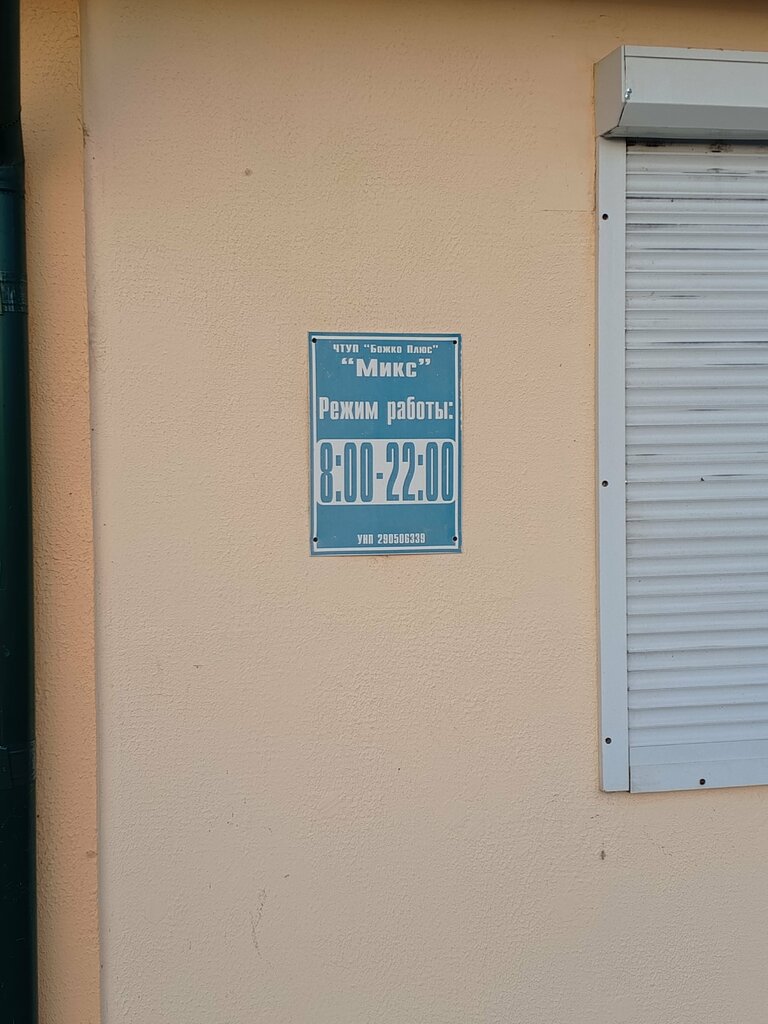 ЧТУП "Божко Плюс"
"Микс"
Режим работы:
8:00-22:00
УНП 290506339